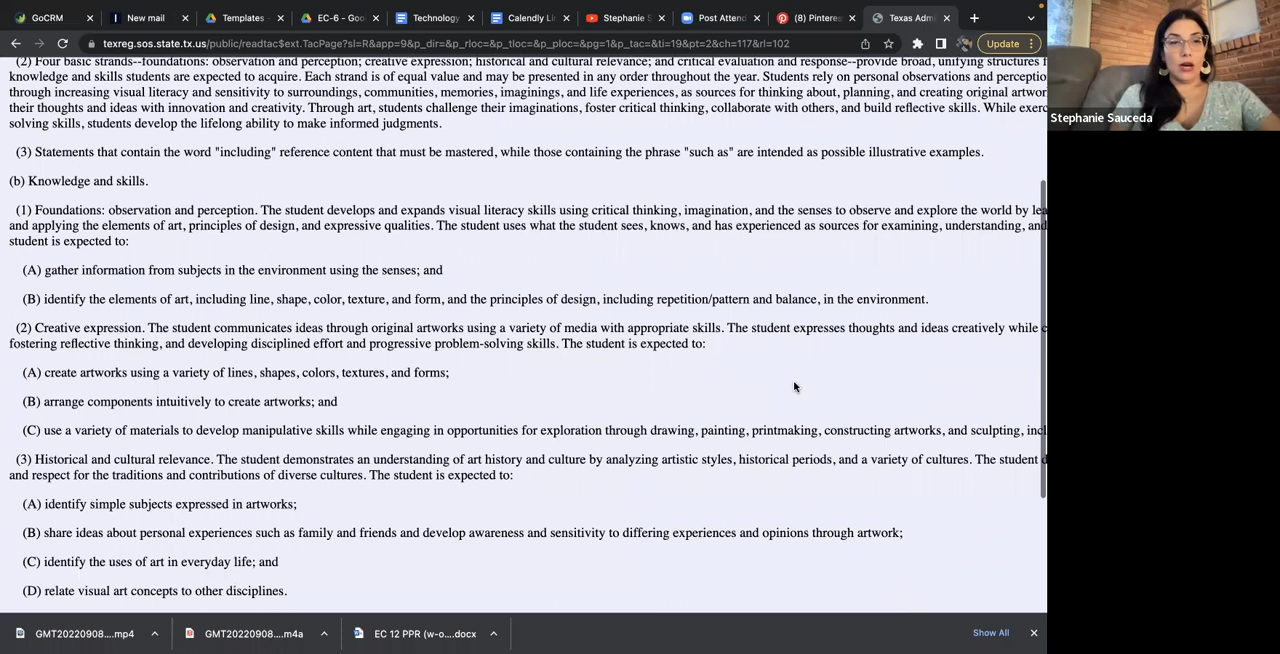 GoCRM
New mail
Templates -
EC-6 - Goo
Technology
Calendly Li
Stephanie S
Post Attend
(8) Pinteres
Texas Admi
texreg.sos.state.tx.us/public/readtac$ext.TacPage?sl=R&app=9&p_dir=&p_rloc=&p_tloc=&p_ploc=&pg=1&p_tac=&ti=19&pt=2&ch=117&rl=102
Update
(2) Four basic strands--foundations: observation and perception; creative expression; historical and cultural relevance; and critical evaluation and response--provide broad, unifying structures f
knowledge and skills students are expected to acquire. Each strand is of equal value and may be presented in any order throughout the year. Students rely on personal observations and perceptio
through increasing visual literacy and sensitivity to surroundings, communities, memories, imaginings, and life experiences, as sources for thinking about, planning, and creating original artwor
their thoughts and ideas with innovation and creativity. Through art, students challenge their imaginations, foster critical thinking, collaborate with others, and build reflective skills. While exerc
solving skills, students develop the lifelong ability to make informed judgments.
(3) Statements that contain the word "including" reference content that must be mastered, while those containing the phrase "such as" are intended as possible illustrative examples.
(b) Knowledge and skills.
(1) Foundations: observation and perception. The student develops and expands visual literacy skills using critical thinking, imagination, and the senses to observe and explore the world by lea
and applying the elements of art, principles of design, and expressive qualities. The student uses what the student sees, knows, and has experienced as sources for examining, understanding, and
student is expected to:
(A) gather information from subjects in the environment using the senses; and
(B) identify the elements of art, including line, shape, color, texture, and form, and the principles of design, including repetition/pattern and balance, in the environment.
(2) Creative expression. The student communicates ideas through original artworks using a variety of media with appropriate skills. The student expresses thoughts and ideas creatively while c
fostering reflective thinking, and developing disciplined effort and progressive problem-solving skills. The student is expected to:
(A) create artworks using a variety of lines, shapes, colors, textures, and forms;
(B) arrange components intuitively to create artworks; and
(C) use a variety of materials to develop manipulative skills while engaging in opportunities for exploration through drawing, painting, printmaking, constructing artworks, and sculpting, incl
(3) Historical and cultural relevance. The student demonstrates an understanding of art history and culture by analyzing artistic styles, historical periods, and a variety of cultures. The student d
and respect for the traditions and contributions of diverse cultures. The student is expected to:
(A) identify simple subjects expressed in artworks;
(B) share ideas about personal experiences such as family and friends and develop awareness and sensitivity to differing experiences and opinions through artwork;
(C) identify the uses of art in everyday life; and
(D) relate visual art concepts to other disciplines.
Stephanie Sauceda
GMT20220908....mp4
GMT20220908....m4a
EC 12 PPR (w-o....docx
Show All